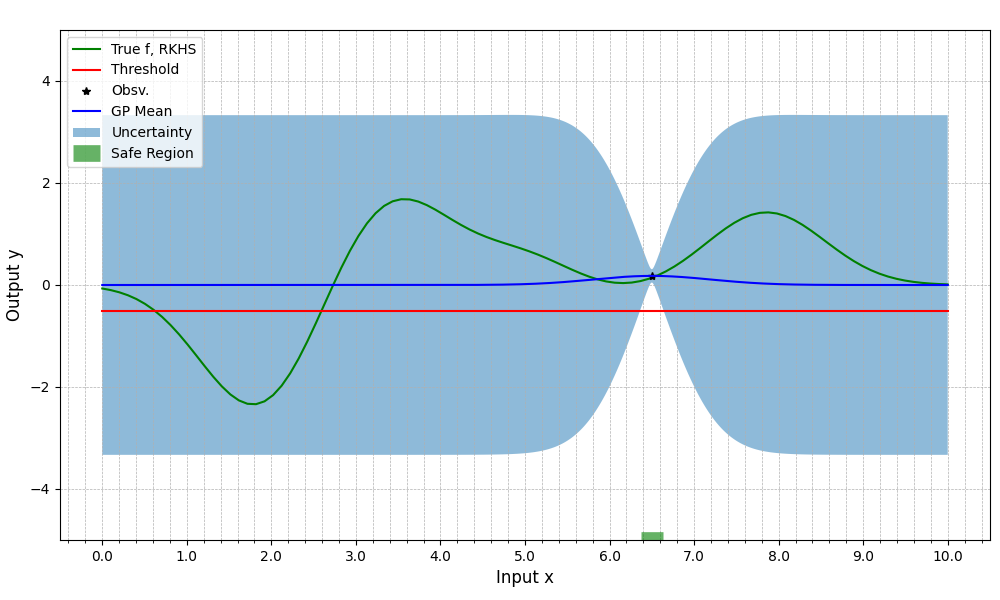 True f, RKHS
Threshold
Obsv.
GP Mean
Uncertainty
Safe Region
4
2
0
−2
−4
Output y
0.0 1.0 2.0 3.0 4.0 5.0 6.0 7.0 8.0 9.0 10.0
Input x